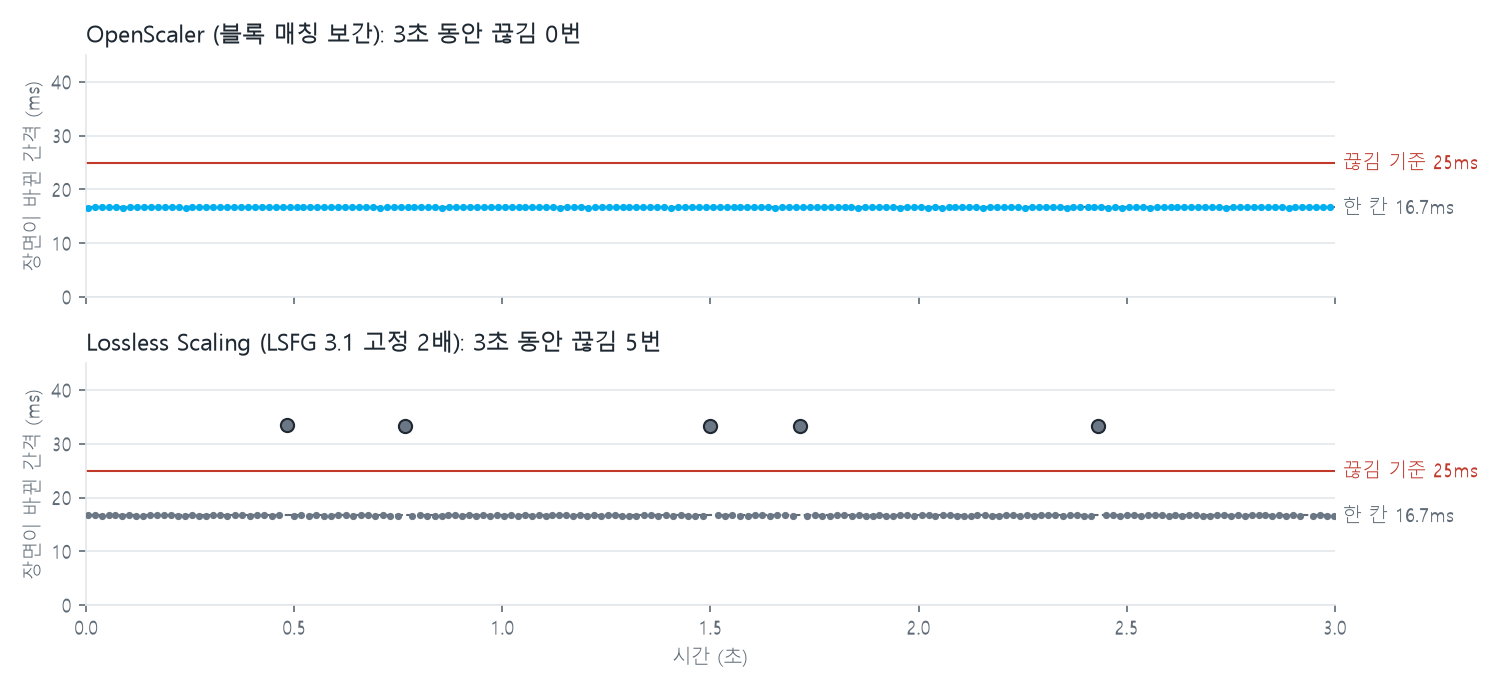 OpenScaler (블록 매칭 보간): 3초 동안 끊김 0번
장면이 바뀐 간격 (ms)
40
30
20
10
0
끊김 기준 25ms
한 칸 16.7ms
Lossless Scaling (LSFG 3.1 고정 2배): 3초 동안 끊김 5번
장면이 바뀐 간격 (ms)
40
30
20
10
0
끊김 기준 25ms
한 칸 16.7ms
0.0 0.5 1.0 1.5 2.0 2.5 3.0
시간 (초)